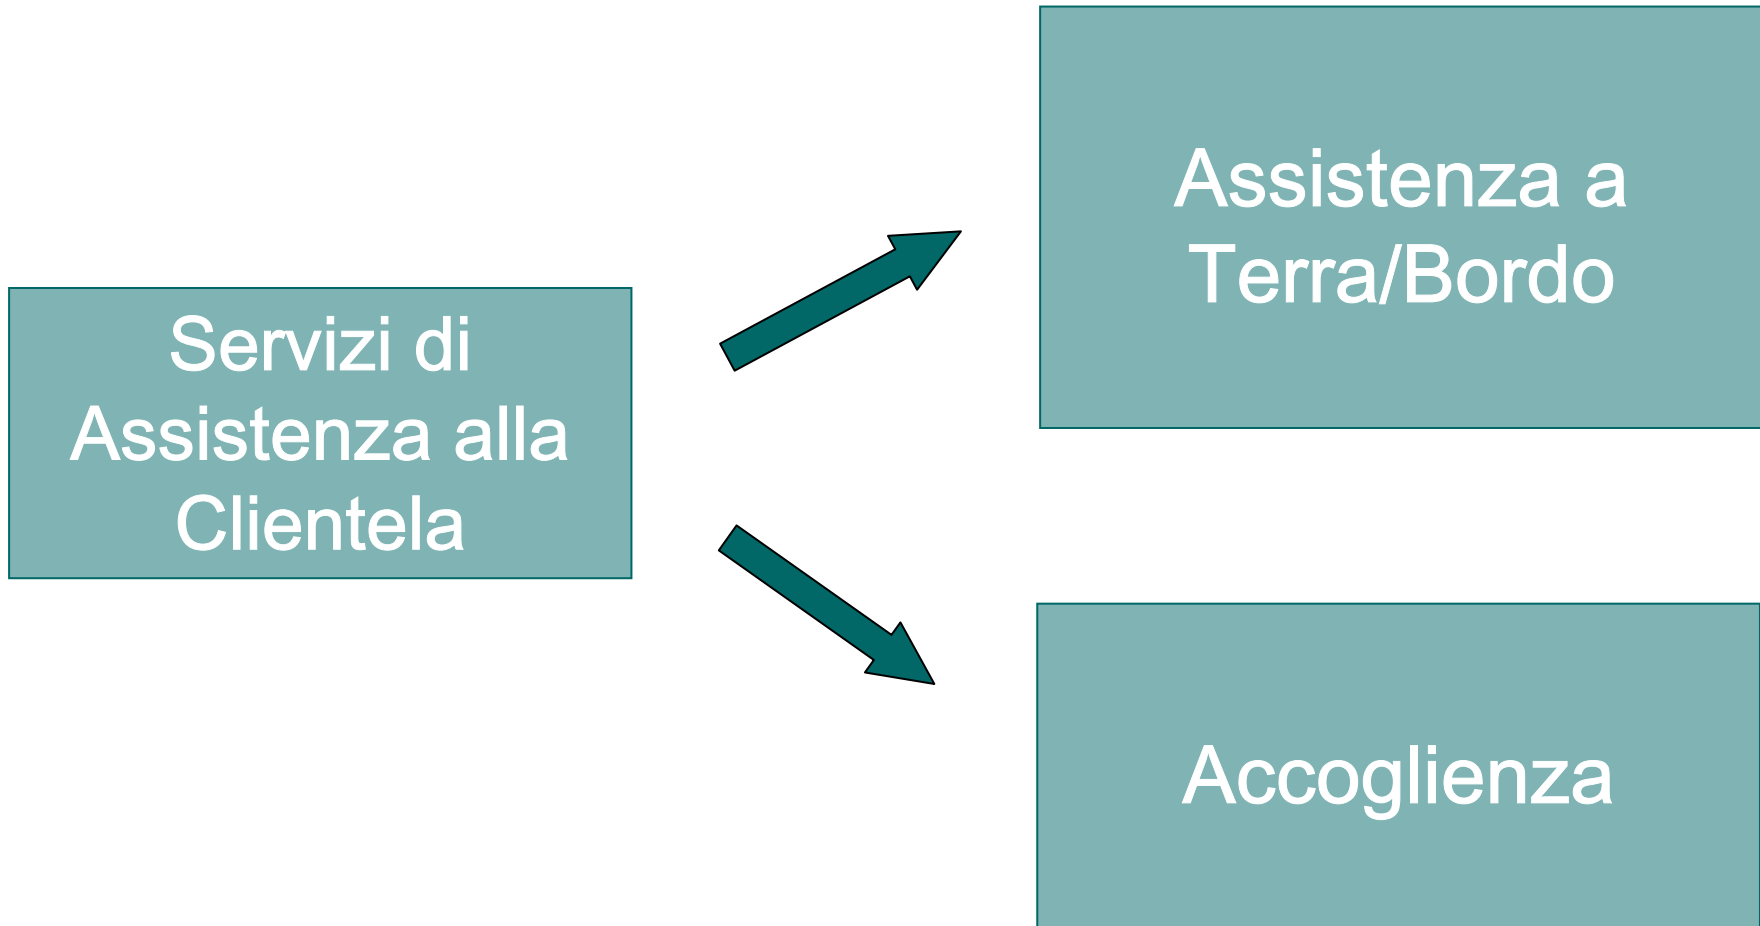 Assistenza a
Terra/Bordo
Servizi di
Assistenza alla
Clientela
Accoglienza